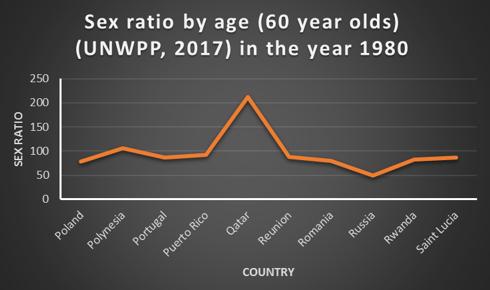 Sex ratio by age (60 year olds)
(UNWPP, 2017) in the year 1980
250
200
150
100
50
0
SEX RATIO
Poland
Polynesia
Portugal
Puerto Rico
Qatar
Reunion
Romania
Russia
Rwanda
Saint Lucia
COUNTRY